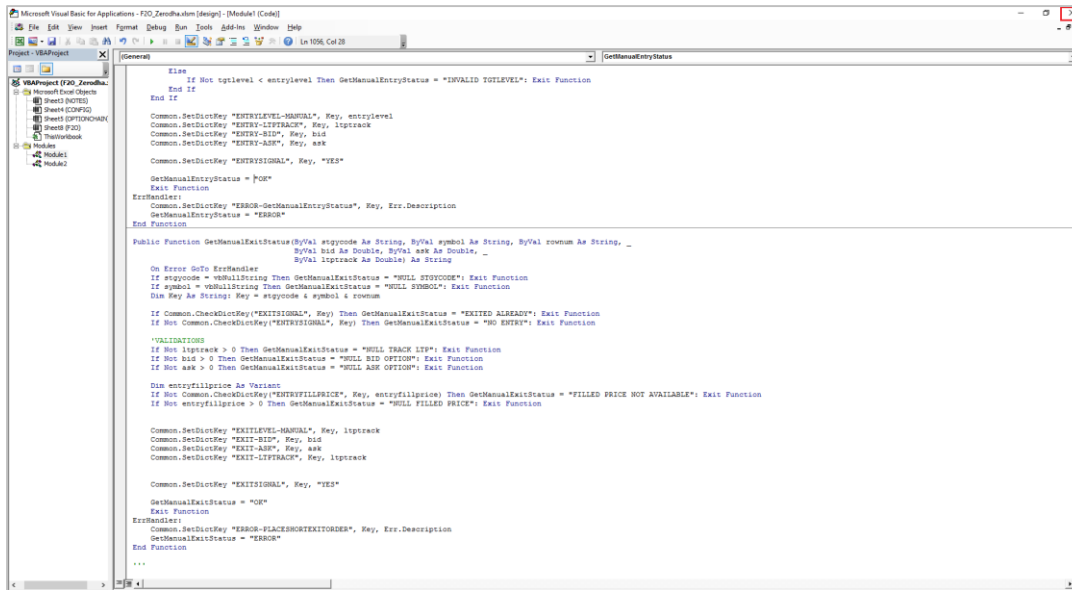 Microsoft Visual Basic for Applications - F2O_Zerodha.xlsm [design] - [Module1 (Code)]
File Edit View Insert Format Debug Run Tools Add-Ins Window Help
Ln 1056, Col 28
Project - VBAProject
(General)
GetManualEntryStatus
VBAProject (F2O_Zerodha.
Microsoft Excel Objects
Sheet3 (NOTES)
Sheet4 (CONFIG)
Sheet5 (OPTIONCHAIN)
Sheet8 (F2O)
ThisWorkbook
Modules
Module1
Module2
Else
If Not tgtlevel < entrylevel Then GetManualEntryStatus = "INVALID TGTLEVEL": Exit Function
End If
End If
Common.SetDictKey "ENTRYLEVEL-MANUAL", Key, entrylevel
Common.SetDictKey "ENTRY-LTPTRACK", Key, ltptrack
Common.SetDictKey "ENTRY-BID", Key, bid
Common.SetDictKey "ENTRY-ASK", Key, ask
Common.SetDictKey "ENTRYSIGNAL", Key, "YES"
GetManualEntryStatus = "OK"
Exit Function
ErrHandler:
Common.SetDictKey "ERROR-GetManualEntryStatus", Key, Err.Description
GetManualEntryStatus = "ERROR"
End Function
Public Function GetManualExitStatus(ByVal stgycode As String, ByVal symbol As String, ByVal rownum As String, _
ByVal bid As Double, ByVal ask As Double, _
ByVal ltptrack As Double) As String
On Error GoTo ErrHandler
If stgycode = vbNullString Then GetManualExitStatus = "NULL STGYCODE": Exit Function
If symbol = vbNullString Then GetManualExitStatus = "NULL SYMBOL": Exit Function
Dim Key As String: Key = stgycode & symbol & rownum
If Common.CheckDictKey("EXITSIGNAL", Key) Then GetManualExitStatus = "EXITED ALREADY": Exit Function
If Not Common.CheckDictKey("ENTRYSIGNAL", Key) Then GetManualExitStatus = "NO ENTRY": Exit Function
'VALIDATIONS
If Not ltptrack > 0 Then GetManualExitStatus = "NULL TRACK LTP": Exit Function
If Not bid > 0 Then GetManualExitStatus = "NULL BID OPTION": Exit Function
If Not ask > 0 Then GetManualExitStatus = "NULL ASK OPTION": Exit Function
Dim entryfillprice As Variant
If Not Common.CheckDictKey("ENTRYFILLPRICE", Key, entryfillprice) Then GetManualExitStatus = "FILLED PRICE NOT AVAILABLE": Exit Function
If Not entryfillprice > 0 Then GetManualExitStatus = "NULL FILLED PRICE": Exit Function
Common.SetDictKey "EXITLEVEL-MANUAL", Key, ltptrack
Common.SetDictKey "EXIT-BID", Key, bid
Common.SetDictKey "EXIT-ASK", Key, ask
Common.SetDictKey "EXIT-LTPTRACK", Key, ltptrack
Common.SetDictKey "EXITSIGNAL", Key, "YES"
GetManualExitStatus = "OK"
Exit Function
ErrHandler:
Common.SetDictKey "ERROR-PLACESHORTEXITORDER", Key, Err.Description
GetManualExitStatus = "ERROR"
End Function
'''